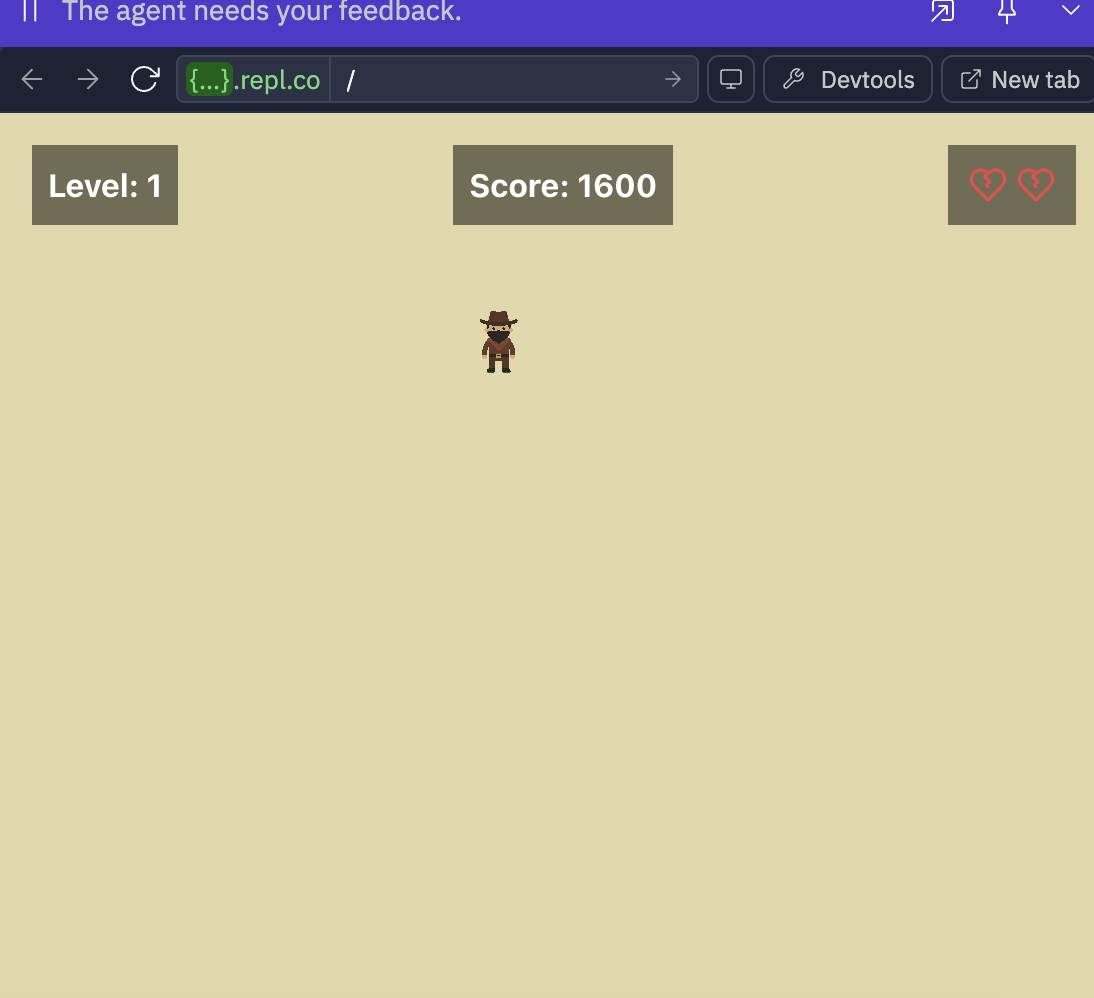 The agent needs your feedback.
{...}.repl.co / Devtools New tab
Level: 1 Score: 1600